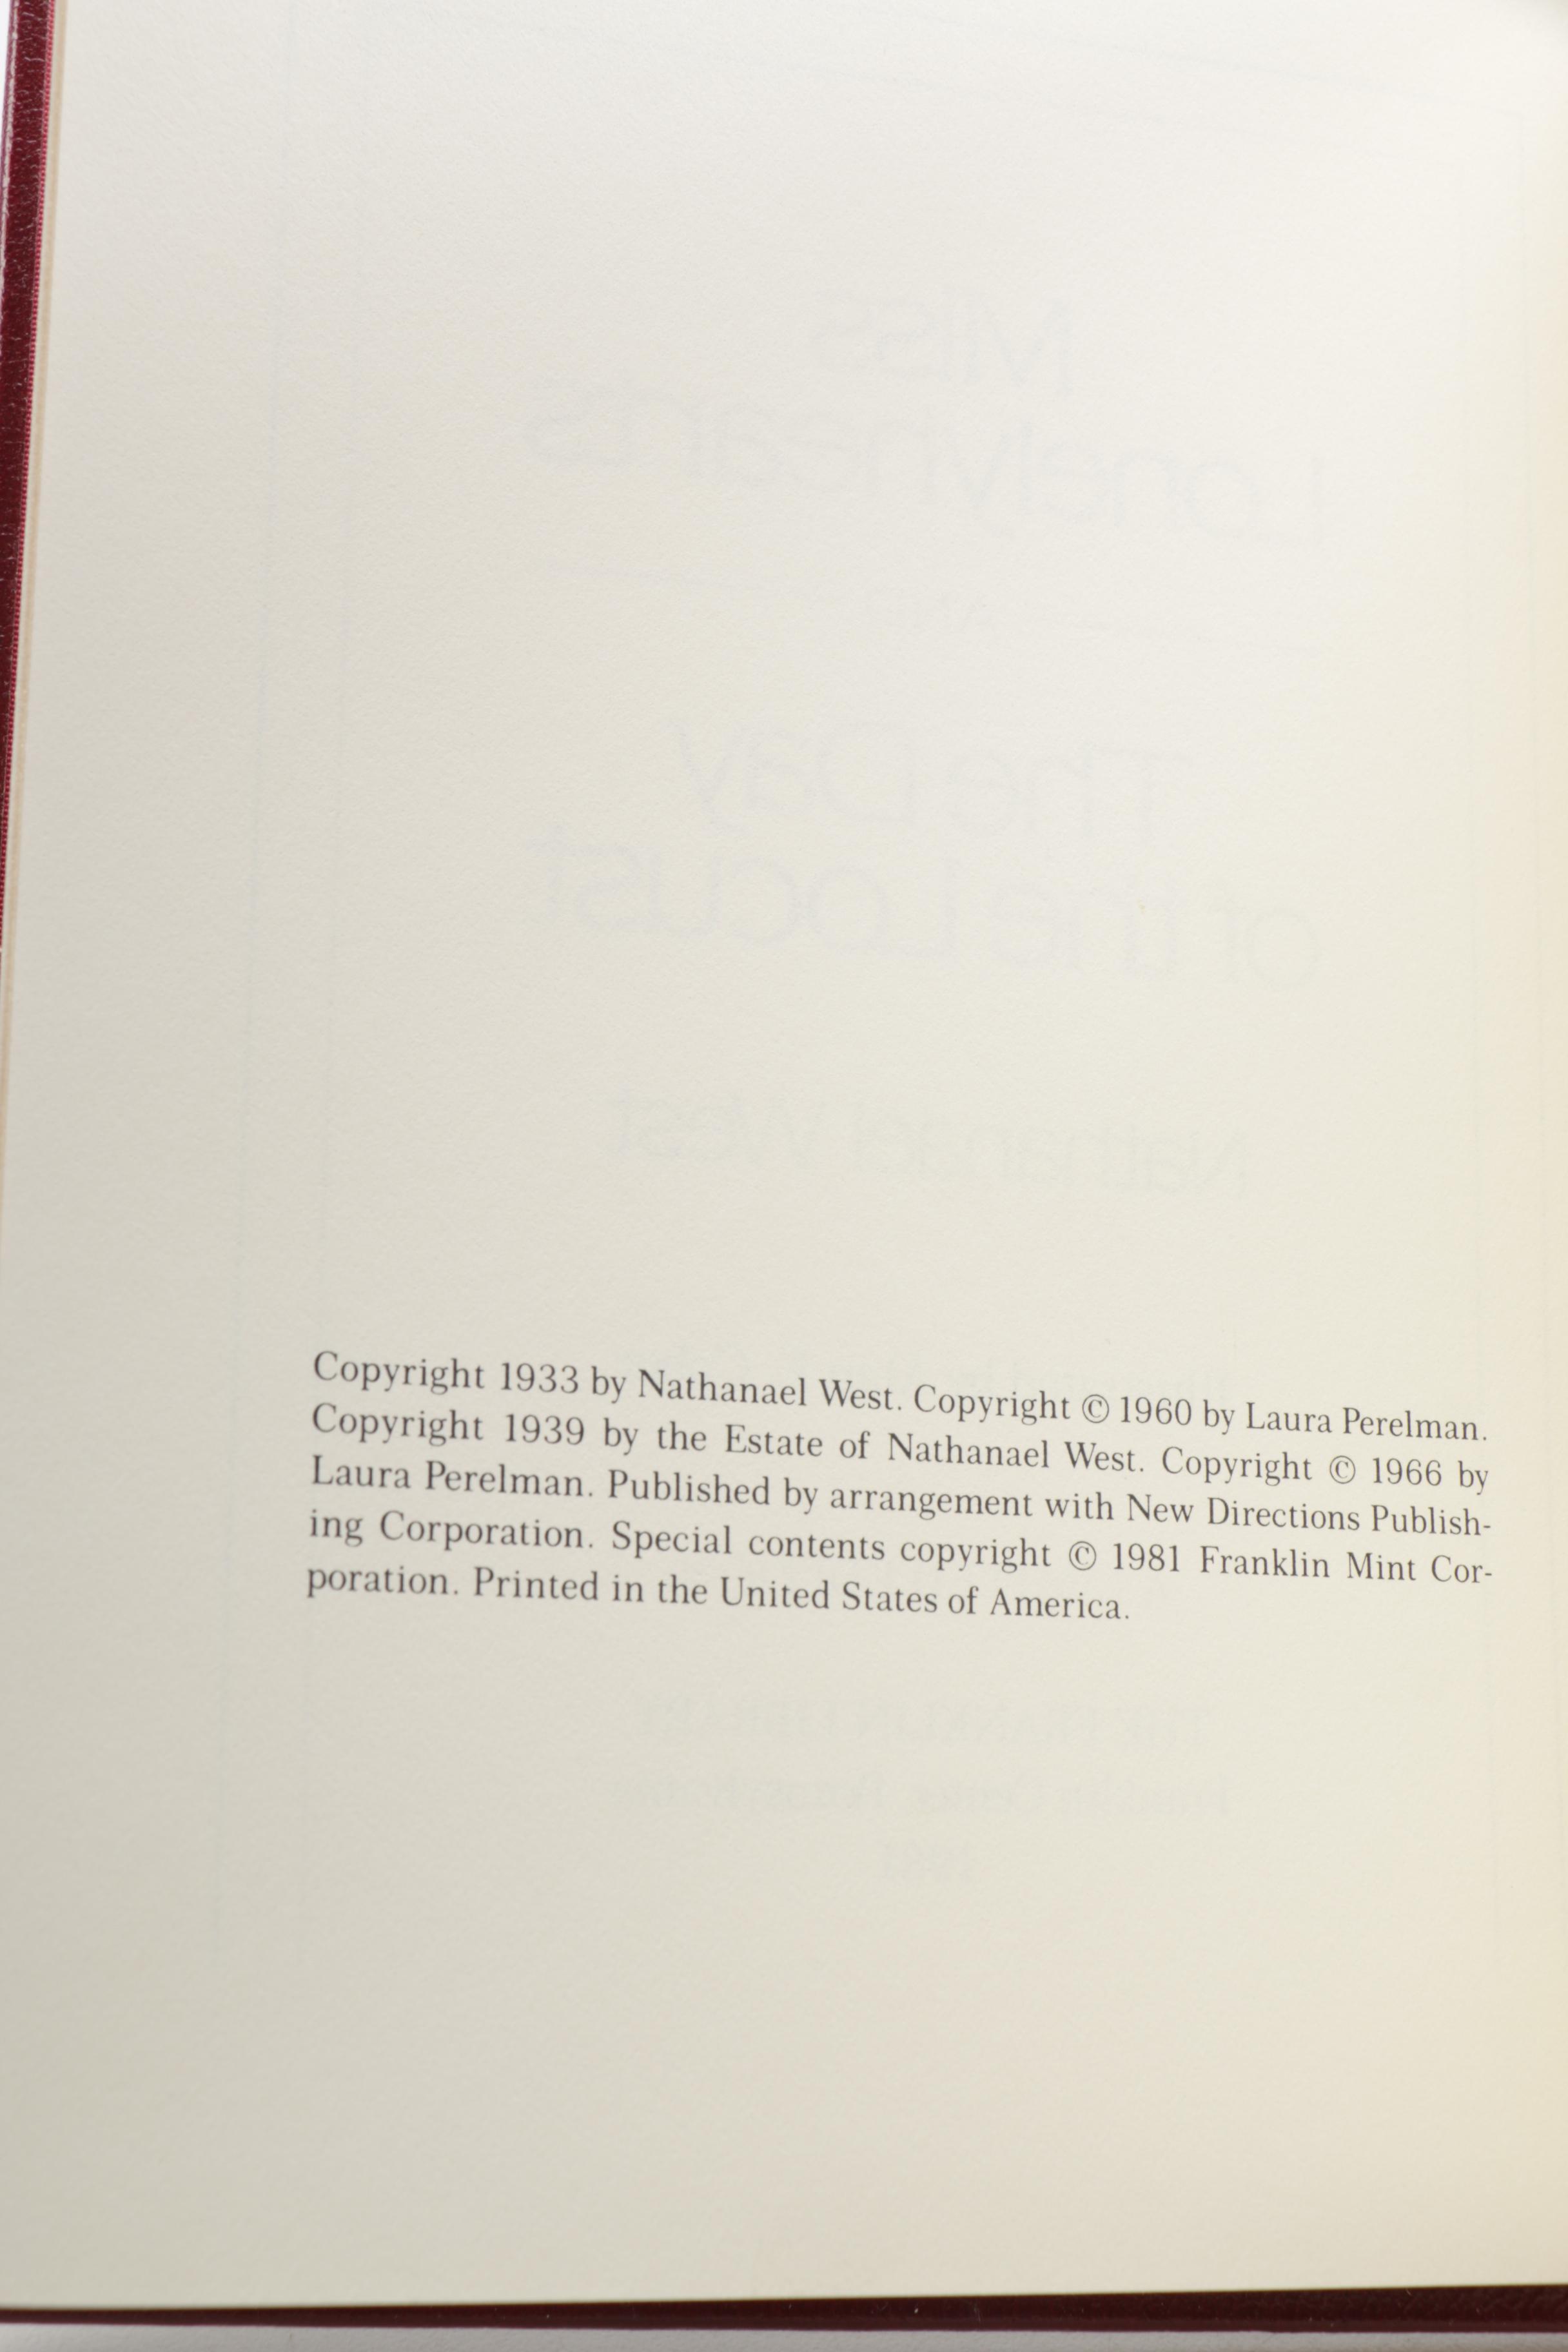 Copyright 1933 by Nathanael West. Copyright © 1960 by Laura Perelman.
Copyright 1939 by the Estate of Nathanael West. Copyright © 1966 by
Laura Perelman. Published by arrangement with New Directions Publish-
ing Corporation. Special contents copyright © 1981 Franklin Mint Cor-
poration. Printed in the United States of America.